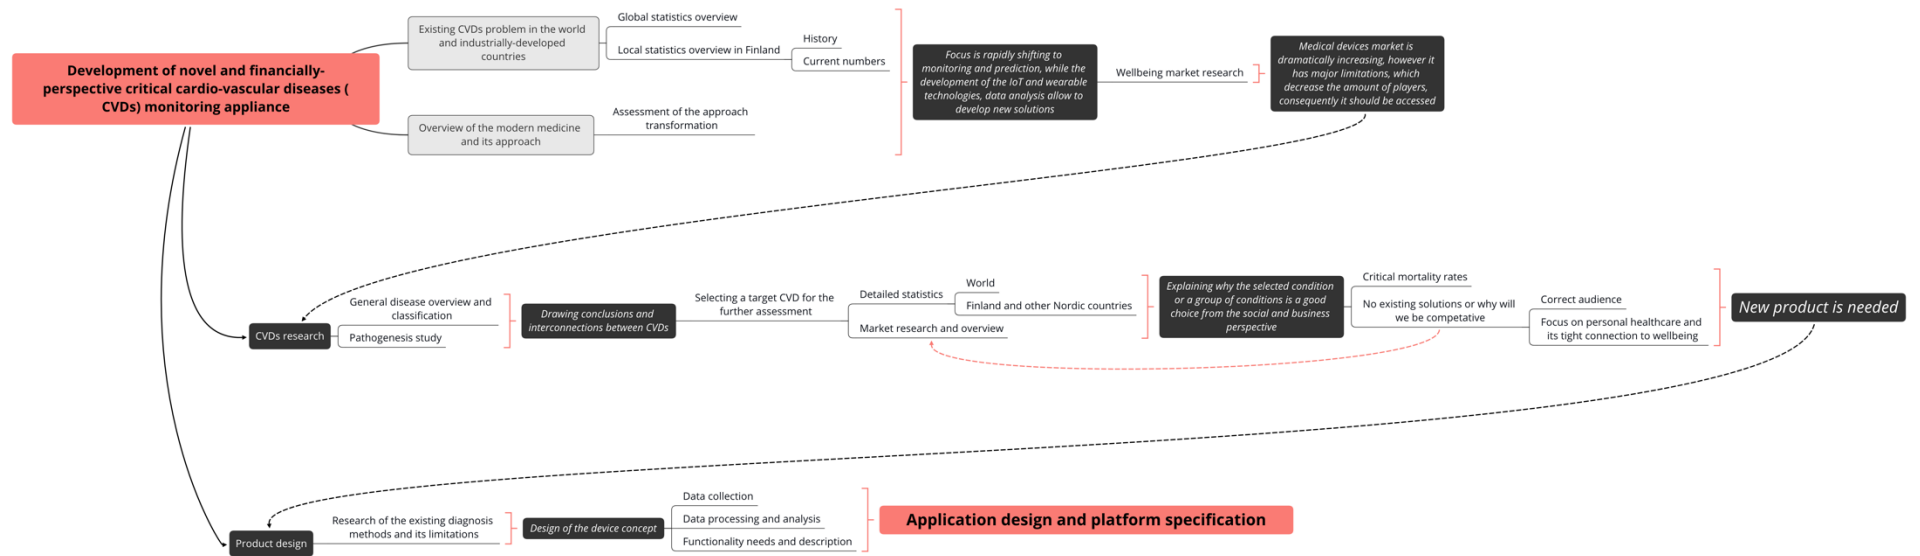 Development of novel and financially-
perspective critical cardio-vascular diseases (
CVDs) monitoring appliance
Existing CVDs problem in the world
and industrially-developed
countries
Global statistics overview
Local statistics overview in Finland
History
Current numbers
Overview of the modern medicine
and its approach
Assessment of the approach
transformation
Focus is rapidly shifting to
monitoring and prediction, while the
development of the IoT and wearable
technologies, data analysis allow to
develop new solutions
Wellbeing market research
Medical devices market is
dramatically increasing, however it
has major limitations, which
decrease the amount of players,
consequently it should be accessed
CVDs research
General disease overview and
classification
Pathogenesis study
Drawing conclusions and
interconnections between CVDs
Selecting a target CVD for the
further assessment
Detailed statistics
World
Finland and other Nordic countries
Market research and overview
Explaining why the selected condition
or a group of conditions is a good
choice from the social and business
perspective
Critical mortality rates
No existing solutions or why will
we be competative
Correct audience
Focus on personal healthcare and
its tight connection to wellbeing
New product is needed
Product design
Research of the existing diagnosis
methods and its limitations
Design of the device concept
Data collection
Data processing and analysis
Functionality needs and description
Application design and platform specification